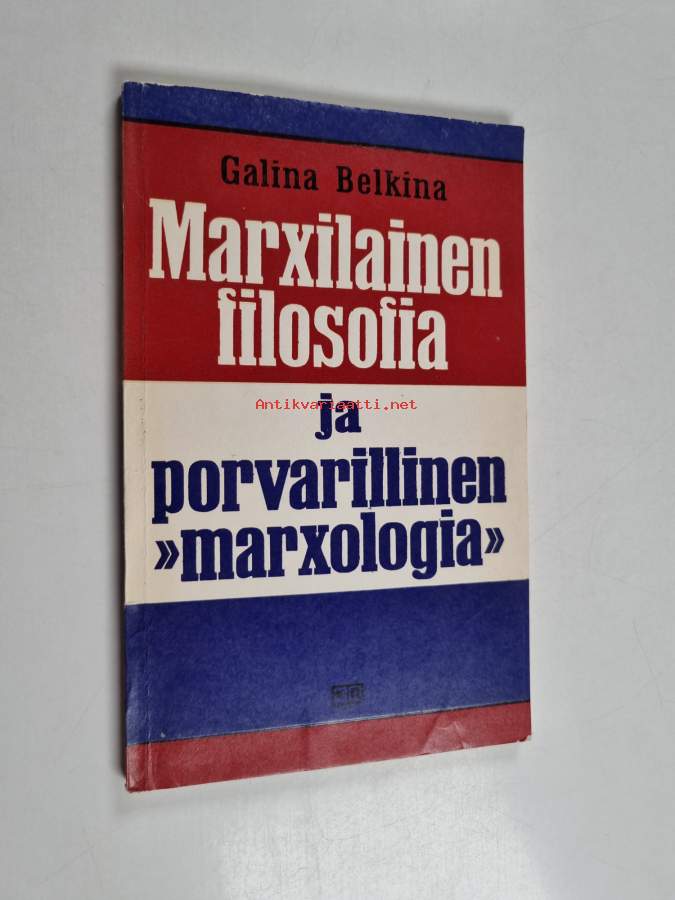 Galina Belkina
Marxilainen
filosofia
Antikvariaatti.net
ja
porvarillinen
»marxologia»